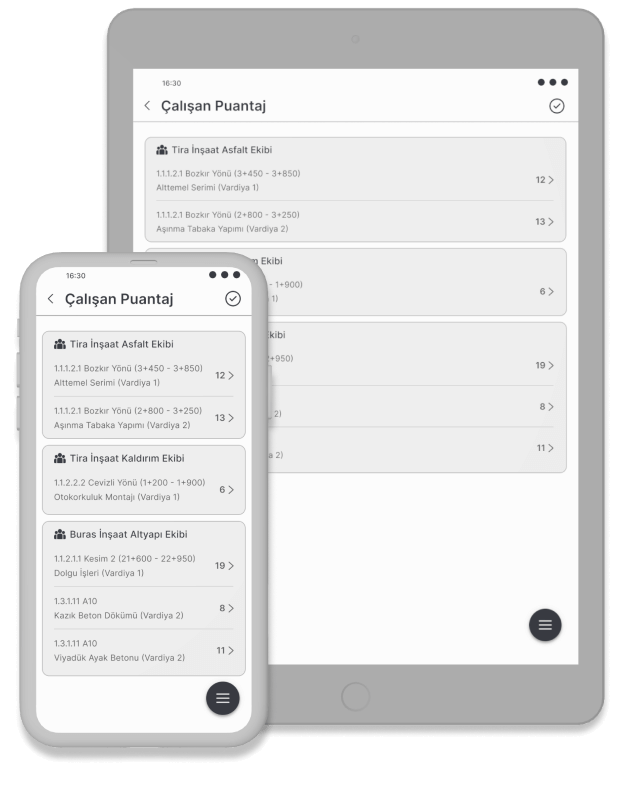 16:30
Çalışan Puantaj
Tira İnşaat Asfalt Ekibi
1.1.1.2.1 Bozkır Yönü (3+450 - 3+850)
Alttemel Serimi (Vardiya 1)
12
1.1.1.2.1 Bozkır Yönü (2+800 - 3+250)
Aşınma Tabaka Yapımı (Vardiya 2)
13
Ekibi
- 1+900)
1)
6
Ekibi
+950)
19
2)
8
2)
11
16:30
Çalışan Puantaj
Tira İnşaat Asfalt Ekibi
1.1.1.2.1 Bozkır Yönü (3+450 - 3+850)
Alttemel Serimi (Vardiya 1)
12
1.1.1.2.1 Bozkır Yönü (2+800 - 3+250)
Aşınma Tabaka Yapımı (Vardiya 2)
13
Tira İnşaat Kaldırım Ekibi
1.1.2.2.2 Cevizli Yönü (1+200 - 1+900)
Otokorkuluk Montajı (Vardiya 1)
6
Buras İnşaat Altyapı Ekibi
1.1.2.1.1 Kesim 2 (21+600 - 22+950)
Dolgu İşleri (Vardiya 1)
19
1.3.1.11 A10
Kazık Beton Dökümü (Vardiya 2)
8
1.3.1.11 A10
Viyadük Ayak Betonu (Vardiya 2)
11